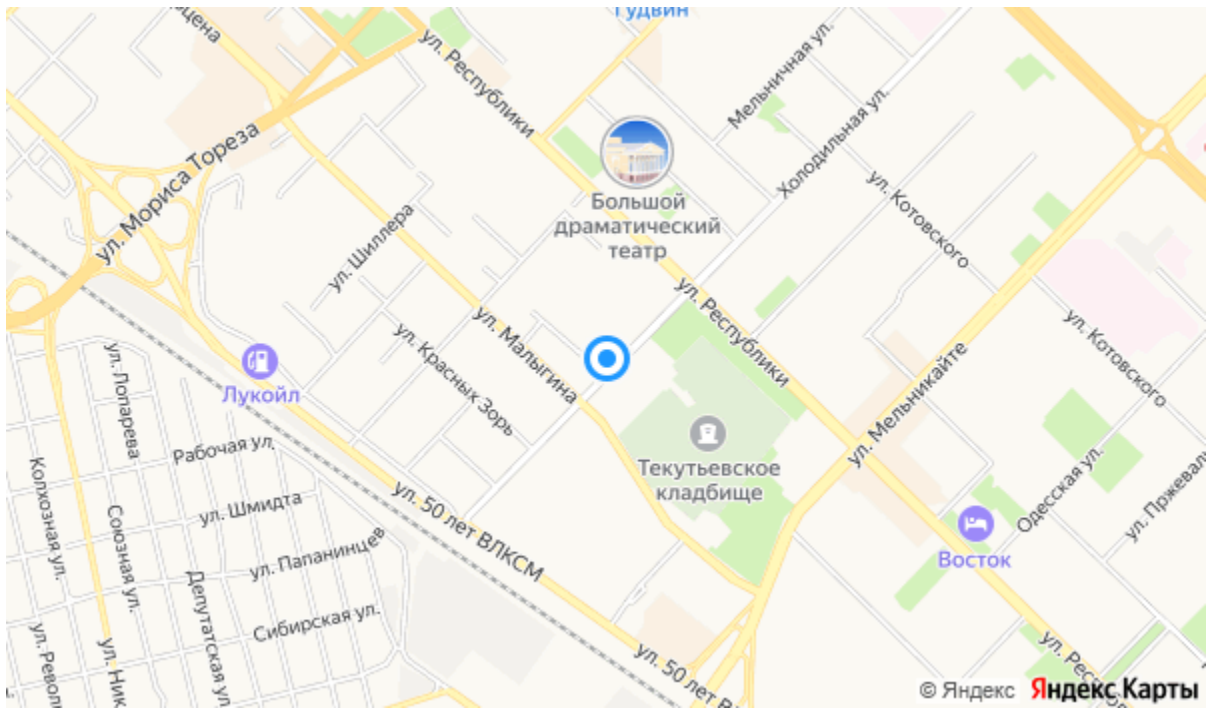 Гудвин
ул. Республики
Мельничная ул.
Холодильная ул.
ул. Мориса Тореза
Большой
драматический
театр
ул. Котовского
ул. Шиллера
ул. Республики
ул. Малыгина
ул. Красных Зорь
ул. Котовского
ул. Мельникайте
Лукойл
ул. Лопарева
Рабочая ул.
Текутьевское
кладбище
Колхозная ул.
Союзная ул.
ул. Шмидта
ул. 50 лет ВЛКСМ
Одесская ул.
Восток
ул. Папанинцев
Депутатская ул.
Сибирская ул.
ул. 50 лет
© Яндекс Яндекс Карты